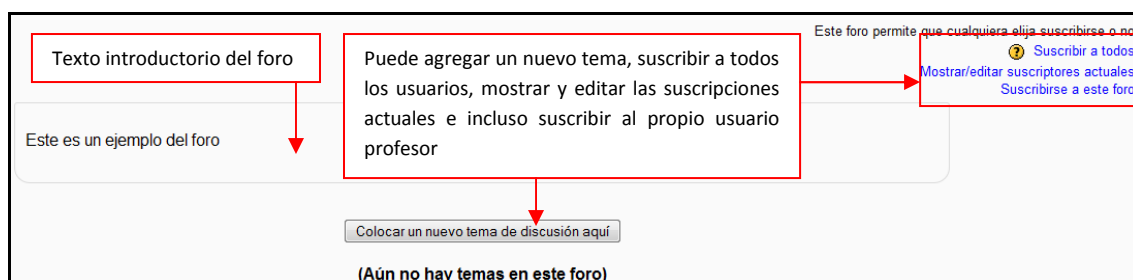 Este foro permite que cualquiera elija suscribirse o no
Suscribir a todos
Mostrar/editar suscriptores actuales
Suscribirse a este foro
Texto introductorio del foro
Puede agregar un nuevo tema, suscribir a todos
los usuarios, mostrar y editar las suscripciones
actuales e incluso suscribir al propio usuario
profesor
Este es un ejemplo del foro
Colocar un nuevo tema de discusión aquí
(Aún no hay temas en este foro)